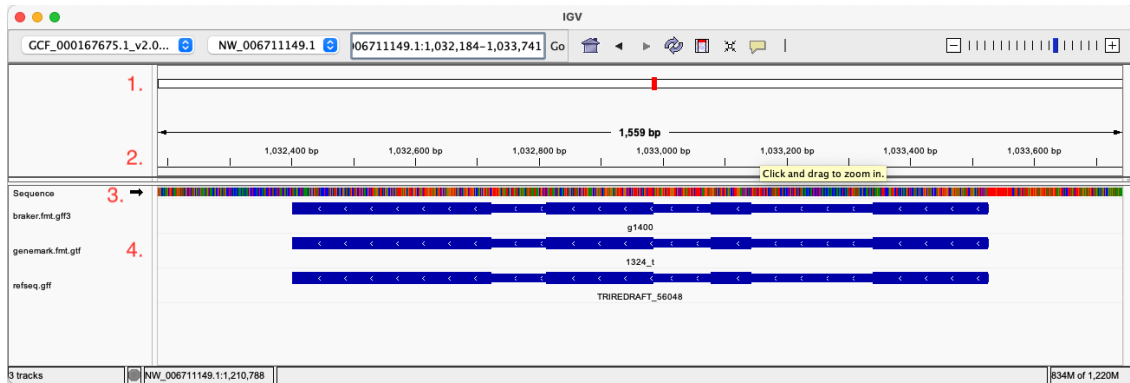 IGV
GCF_000167675.1_v2.0... NW_006711149.1 006711149.1:1,032,184-1,033,741 Go
1.
1,559 bp
1,032,400 bp 1,032,600 bp 1,032,800 bp 1,033,000 bp 1,033,200 bp 1,033,400 bp 1,033,600 bp
2.
Click and drag to zoom in.
Sequence 3.
braker.fmt.gff3
g1400
genemark.fmt.gtf 4.
1324_t
refseq.gff
TRIREDRAFT_56048
3 tracks NW_006711149.1:1,210,788 834M of 1,220M